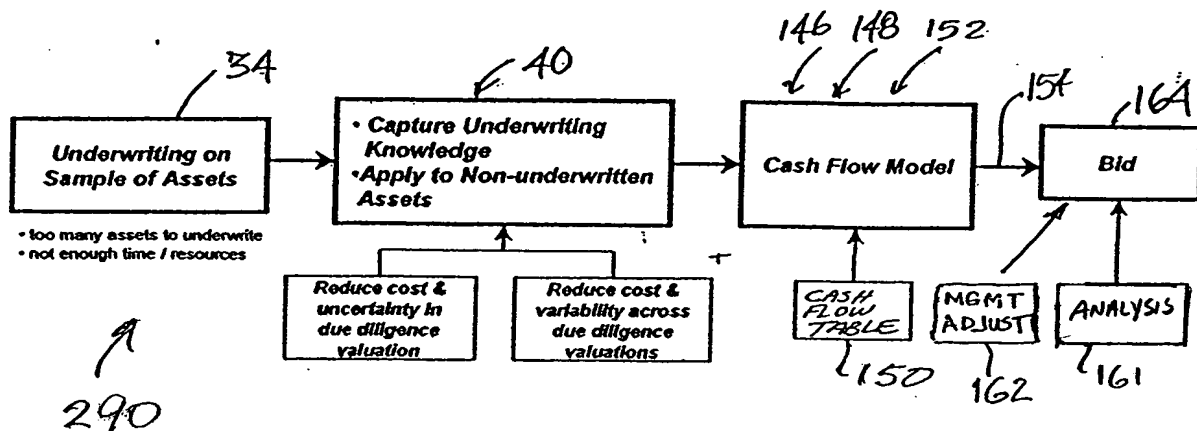 146 148 152
34
40
154
164
Underwriting on
Sample of Assets
• Capture Underwriting
Knowledge
• Apply to Non-underwritten
Assets
Cash Flow Model
Bid
• too many assets to underwrite
• not enough time / resources
Reduce cost &
uncertainty in
due diligence
valuation
Reduce cost &
variability across
due diligence
valuations
CASH
FLOW
TABLE
MGMT
ADJUST
ANALYSIS
290
150
162
161